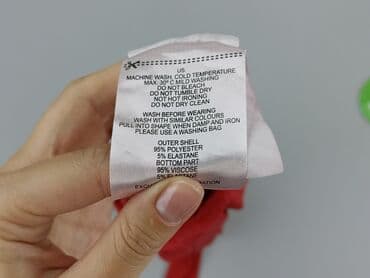 US
MACHINE WASH, COLD TEMPERATURE
MAX. 30° C MILD WASHING
DO NOT BLEACH
DO NOT TUMBLE DRY
NOT HOT IRONING
DO NOT DRY CLEAN
WASH BEFORE WEARING
WASH WITH SIMILAR COLOURS
PULL INTO SHAPE WHEN DAMP AND IRON
PLEASE USE A WASHING BAG
OUTER SHELL
95% POLYESTER
5% ELASTANE
BOTTOM PART
95% VISCOSE
5% ELASTANE